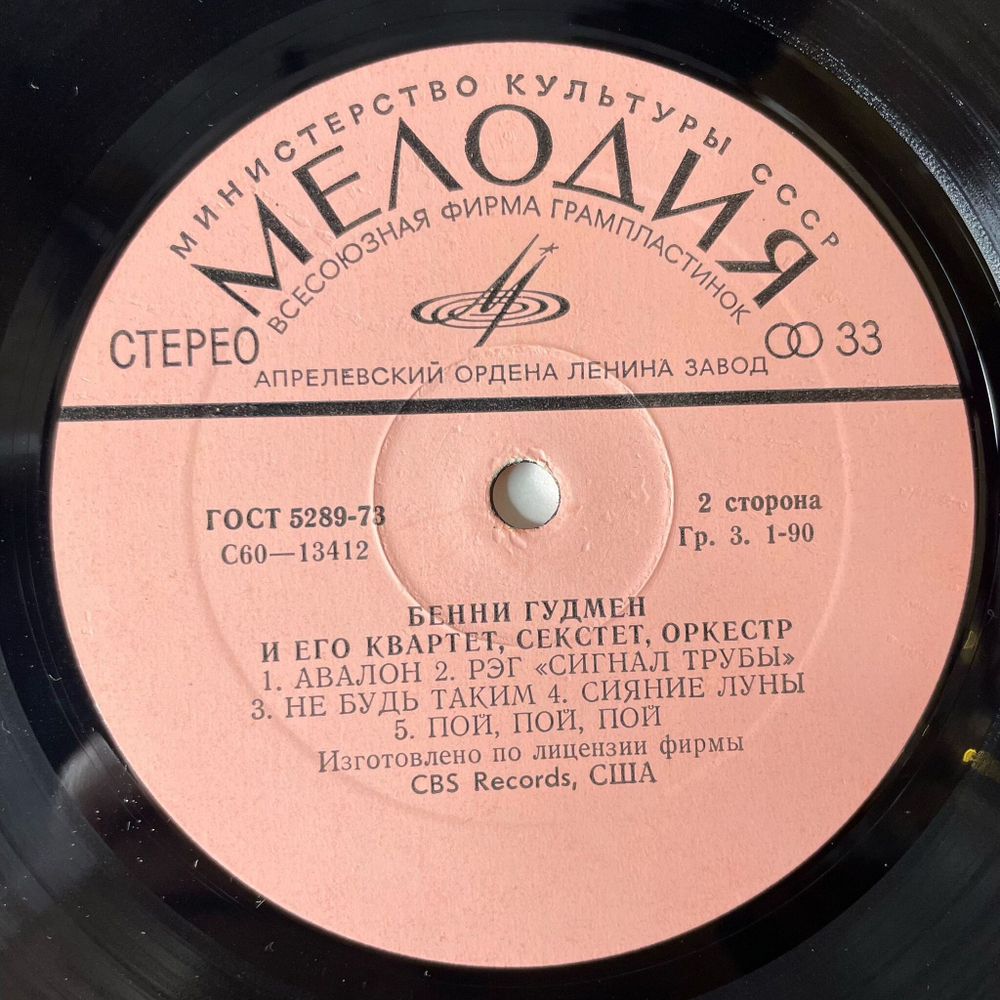 МИНИСТЕРСТВО КУЛЬТУРЫ СССР
МЕЛОДИЯ
ВСЕСОЮЗНАЯ ФИРМА ГРАМПЛАСТИНОК
СТЕРЕО
33
АПРЕЛЕВСКИЙ ОРДЕНА ЛЕНИНА ЗАВОД
ГОСТ 5289-73
С60—13412
2 сторона
Гр. 3. 1-90
БЕННИ ГУДМЕН
И ЕГО КВАРТЕТ, СЕКСТЕТ, ОРКЕСТР
1. АВАЛОН 2. РЭГ «СИГНАЛ ТРУБЫ»
3. НЕ БУДЬ ТАКИМ 4. СИЯНИЕ ЛУНЫ
5. ПОЙ, ПОЙ, ПОЙ
Изготовлено по лицензии фирмы
CBS Records, США